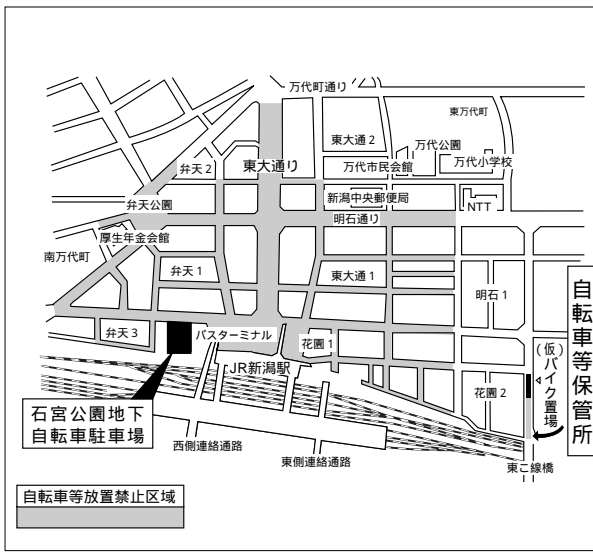 万代町通り
東万代町
東大通2
万代公園
弁天2
東大通り
万代市民会館
万代小学校
弁天公園
新潟中央郵便局
NTT
明石通り
厚生年金会館
南万代町
弁天1
東大通1
明石1
自転車等保管所
弁天3
バスターミナル
花園1
(仮)バイク置場
JR新潟駅
花園2
石宮公園地下
自転車駐車場
西側連絡通路
東側連絡通路
東こ線橋
自転車等放置禁止区域